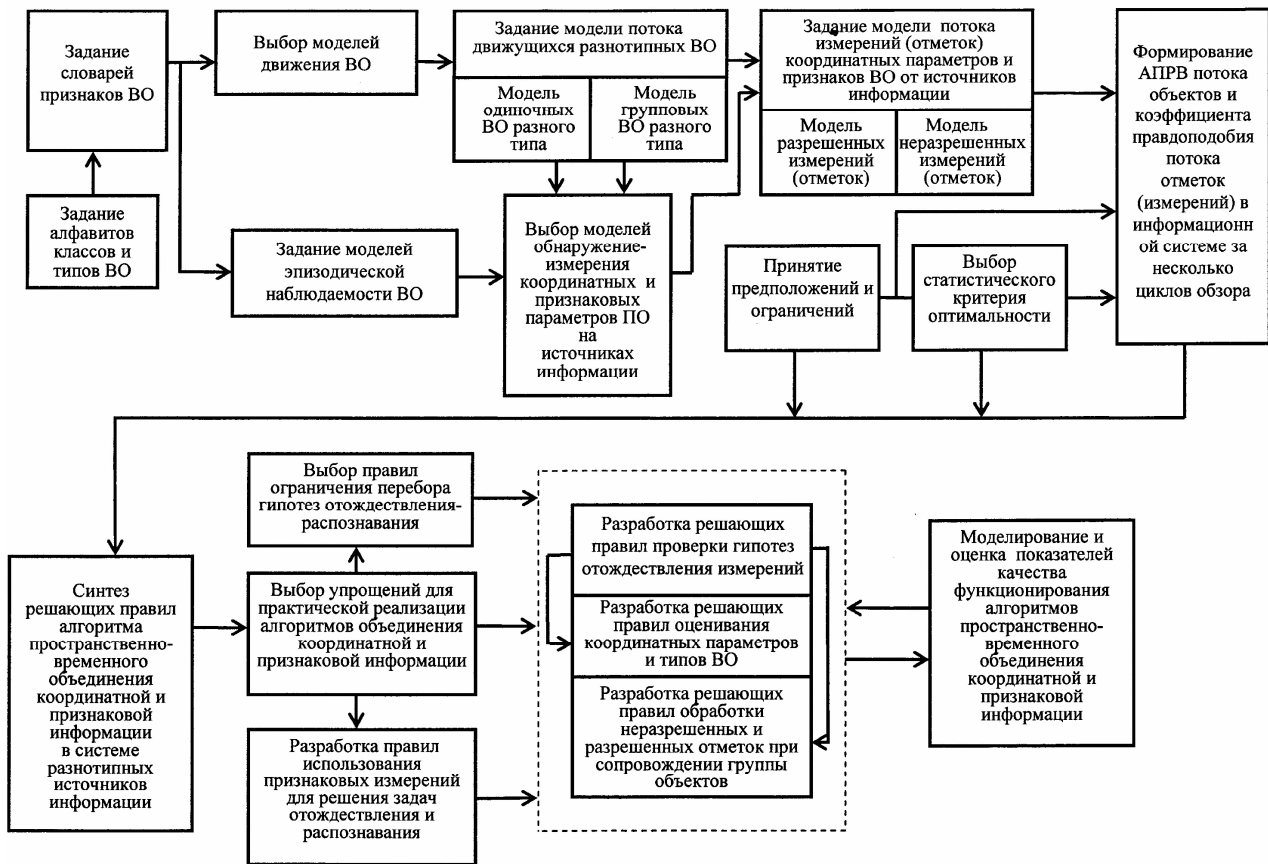 Задание
словарей
признаков ВО
Выбор моделей
движения ВО
Задание модели потока
движущихся разнотипных ВО
Модель
одиночных
ВО разного
типа
Модель
групповых
ВО разного
типа
Задание модели потока
измерений (отметок)
координатных параметров и
признаков ВО от источников
информации
Модель
разрешенных
измерений
(отметок)
Модель
неразрешенных
измерений
(отметок)
Формирование
АПРВ потока
объектов и
коэффициента
правдоподобия
потока
отметок
(измерений) в
информационн
ой системе за
несколько
циклов обзора
Задание
алфавитов
классов и
типов ВО
Задание моделей
эпизодической
наблюдаемости ВО
Выбор моделей
обнаружение-
измерения
координатных и
признаковых
параметров ПО
на
источниках
информации
Принятие
предположений и
ограничений
Выбор
статистического
критерия
оптимальности
Выбор правил
ограничения перебора
гипотез отождествления-
распознавания
Синтез
решающих правил
алгоритма
пространственно-
временного
объединения
координатной и
признаковой
информации
в системе
разнотипных
источников
информации
Выбор упрощений для
практической реализации
алгоритмов объединения
координатной и
признаковой информации
Разработка правил
использования
признаковых измерений
для решения задач
отождествления и
распознавания
Разработка решающих
правил проверки гипотез
отождествления измерений
Разработка решающих
правил оценивания
координатных параметров
и типов ВО
Разработка решающих
правил обработки
неразрешенных и
разрешенных отметок при
сопровождении группы
объектов
Моделирование и
оценка показателей
качества
функционирования
алгоритмов
пространственно-
временного
объединения
координатной и
признаковой
информации